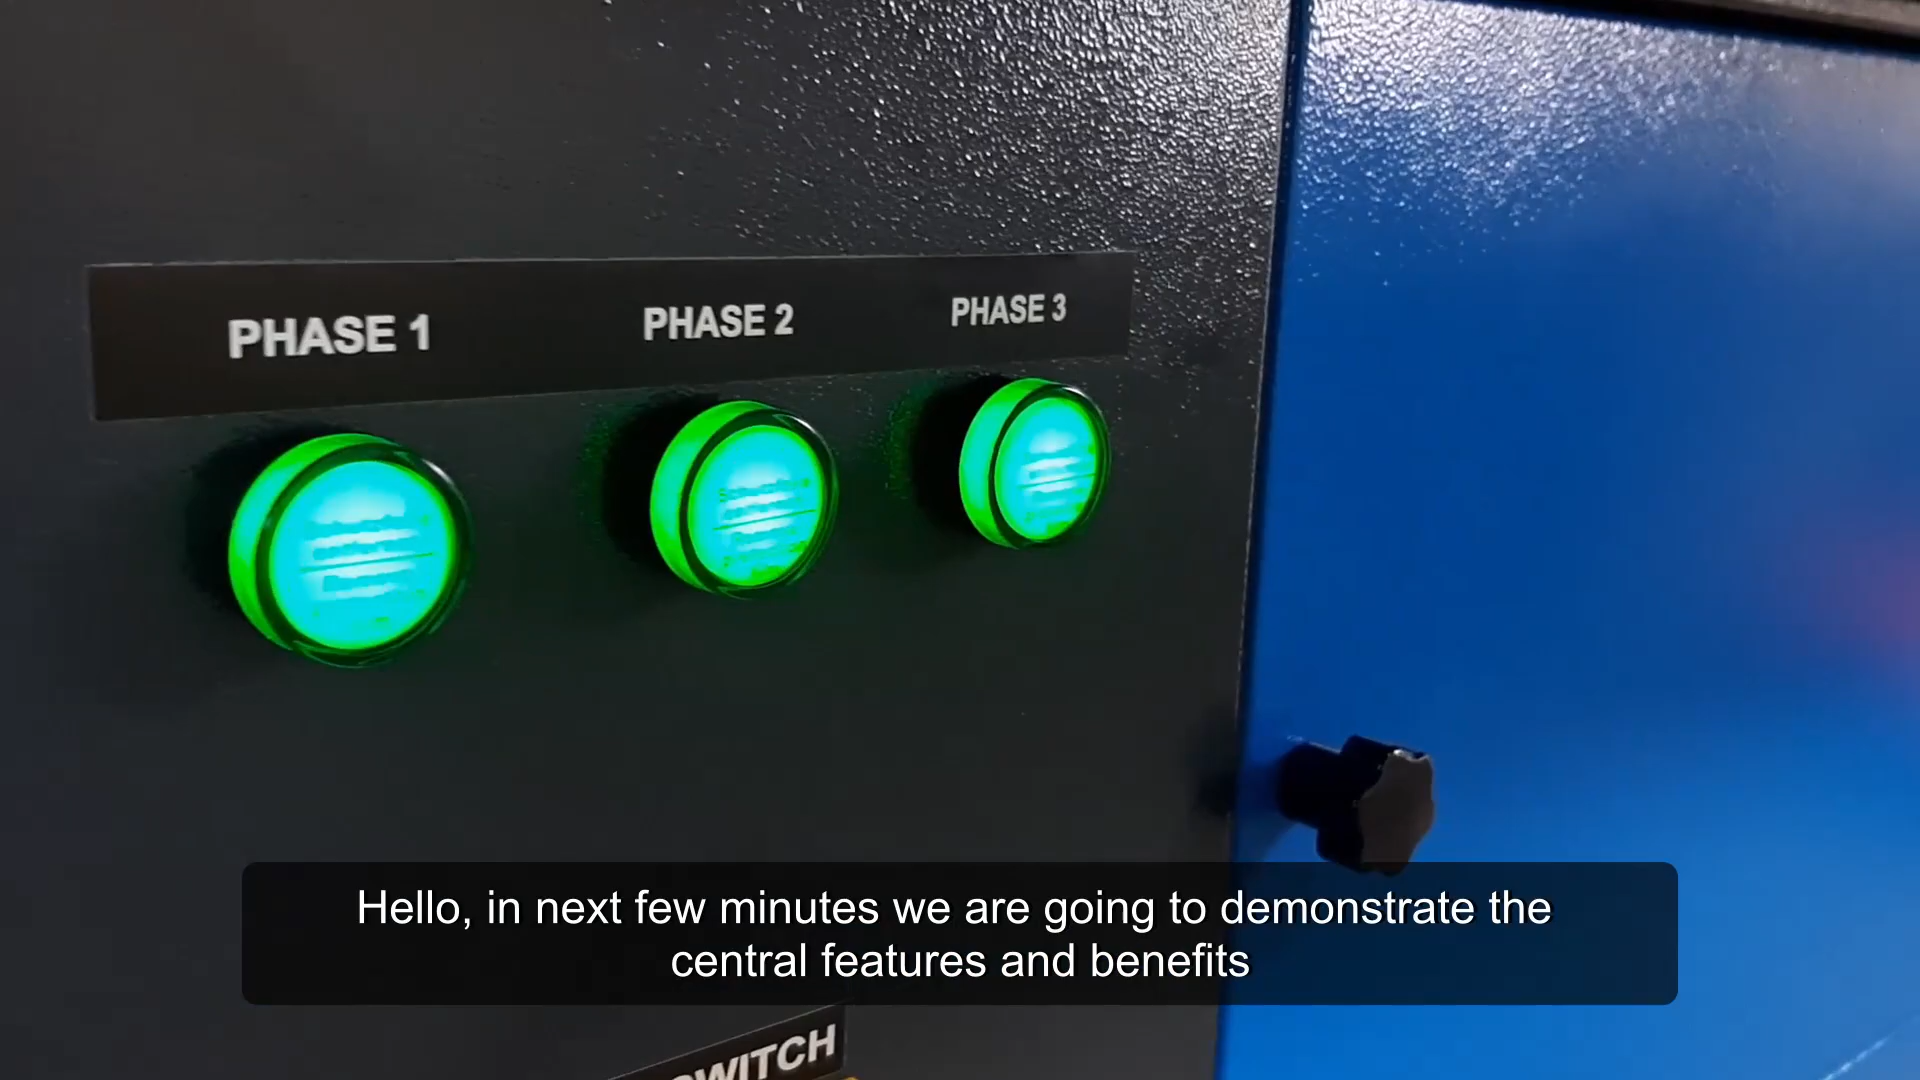 PHASE 1 PHASE 2 PHASE 3
Hello, in next few minutes we are going to demonstrate the
central features and benefits